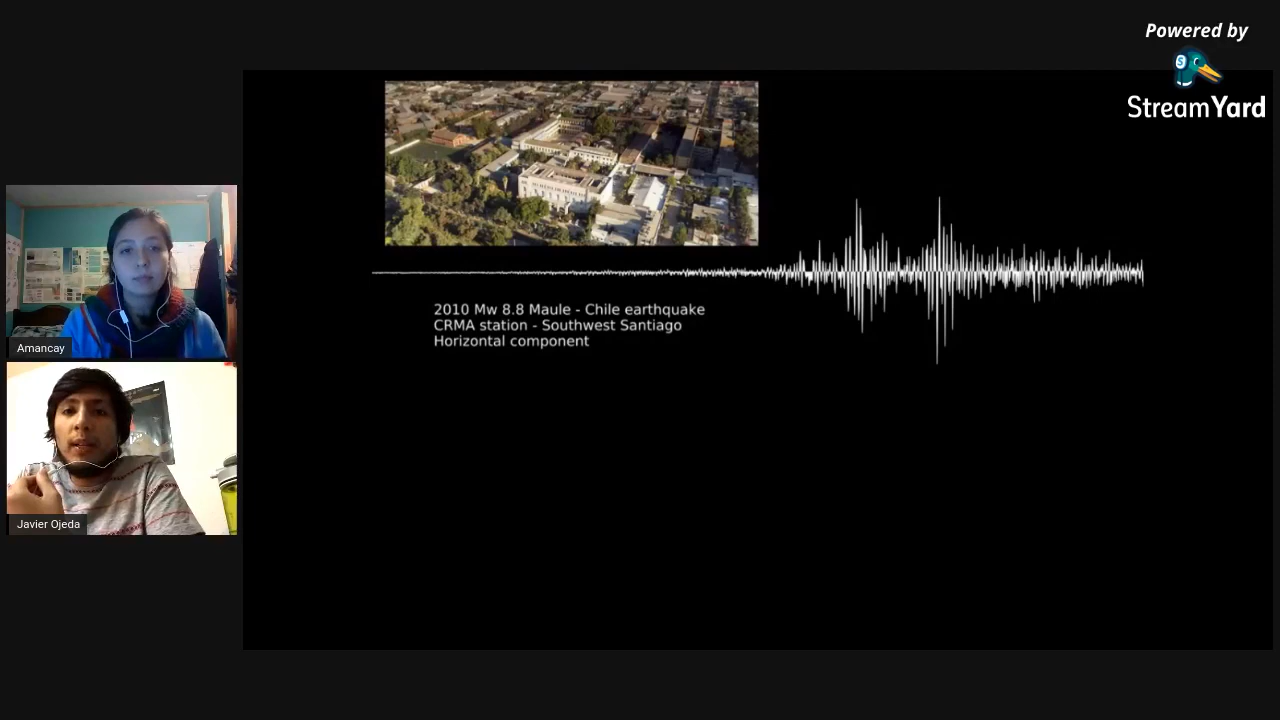 Powered by
StreamYard
2010 Mw 8.8 Maule - Chile earthquake
CRMA station - Southwest Santiago
Horizontal component
Amancay
Javier Ojeda